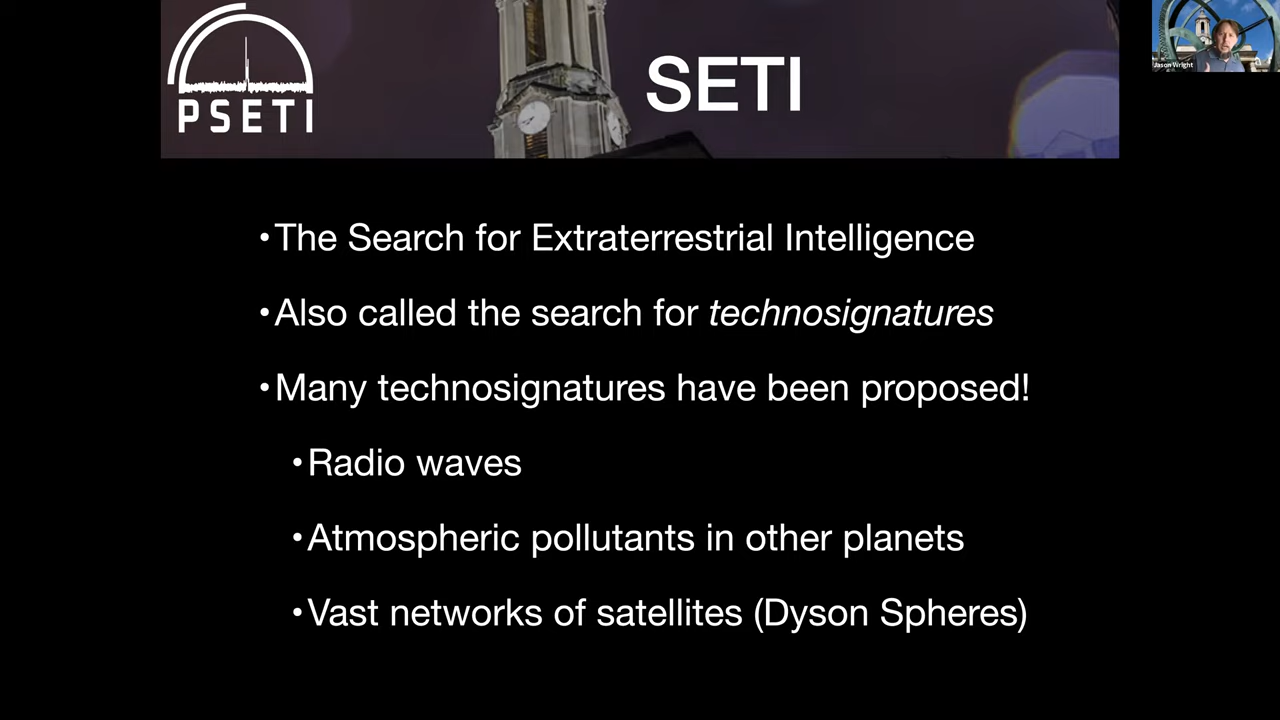 PSETI
SETI
Jason Wright
•The Search for Extraterrestrial Intelligence
•Also called the search for technosignatures
•Many technosignatures have been proposed!
•Radio waves
•Atmospheric pollutants in other planets
•Vast networks of satellites (Dyson Spheres)